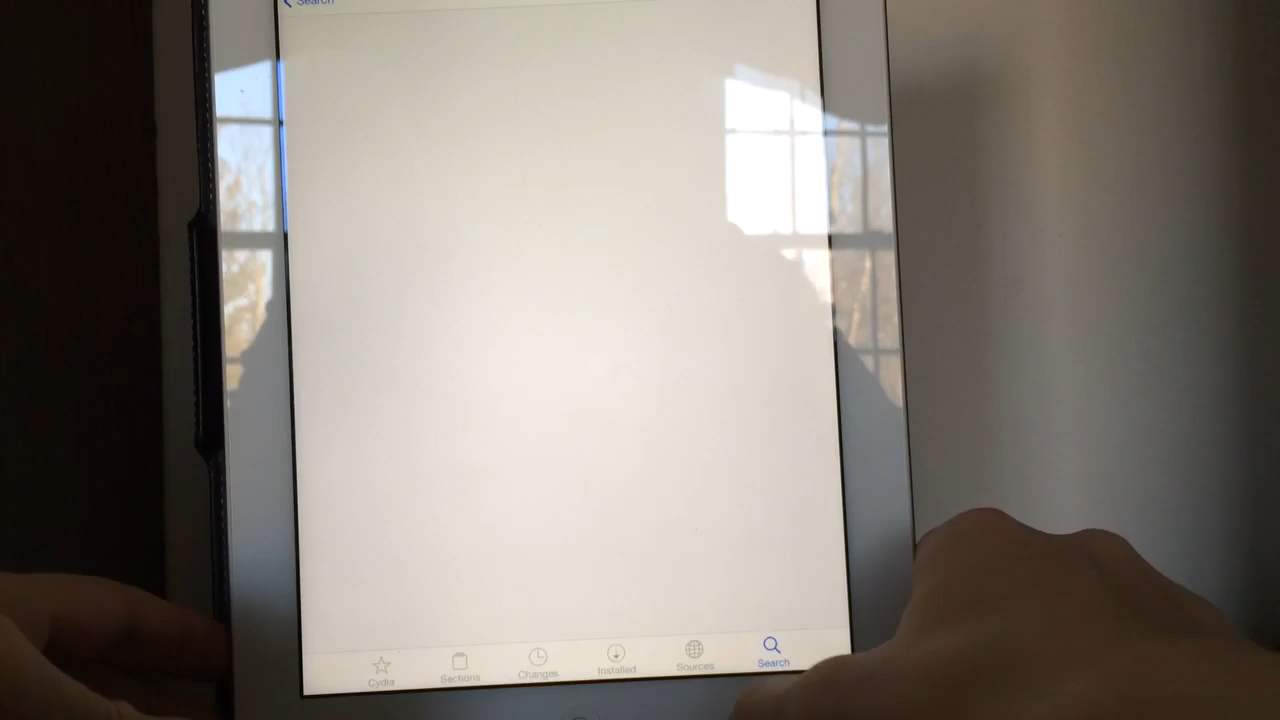 Search
Cydia
Sections
Changes
Installed
Sources
Search